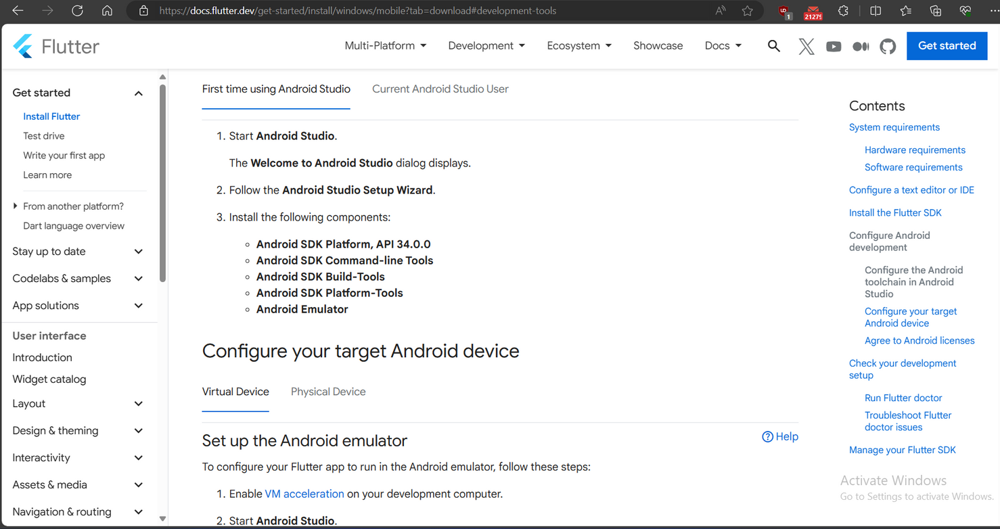 https://docs.flutter.dev/get-started/install/windows/mobile?tab=download#development-tools
1
2127
Flutter
Multi-Platform
Development
Ecosystem
Showcase
Docs
Get started
Get started
Install Flutter
Test drive
Write your first app
Learn more
From another platform?
Dart language overview
Stay up to date
Codelabs & samples
App solutions
User interface
Introduction
Widget catalog
Layout
Design & theming
Interactivity
Assets & media
Navigation & routing
First time using Android Studio
Current Android Studio User
1. Start Android Studio.
The Welcome to Android Studio dialog displays.
2. Follow the Android Studio Setup Wizard.
3. Install the following components:
Android SDK Platform, API 34.0.0
Android SDK Command-line Tools
Android SDK Build-Tools
Android SDK Platform-Tools
Android Emulator
Configure your target Android device
Virtual Device
Physical Device
Set up the Android emulator
Help
To configure your Flutter app to run in the Android emulator, follow these steps:
1. Enable VM acceleration on your development computer.
2. Start Android Studio.
Contents
System requirements
Hardware requirements
Software requirements
Configure a text editor or IDE
Install the Flutter SDK
Configure Android
development
Configure the Android
toolchain in Android
Studio
Configure your target
Android device
Agree to Android licenses
Check your development
setup
Run Flutter doctor
Troubleshoot Flutter
doctor issues
Manage your Flutter SDK
Activate Windows
Go to Settings to activate Windows.